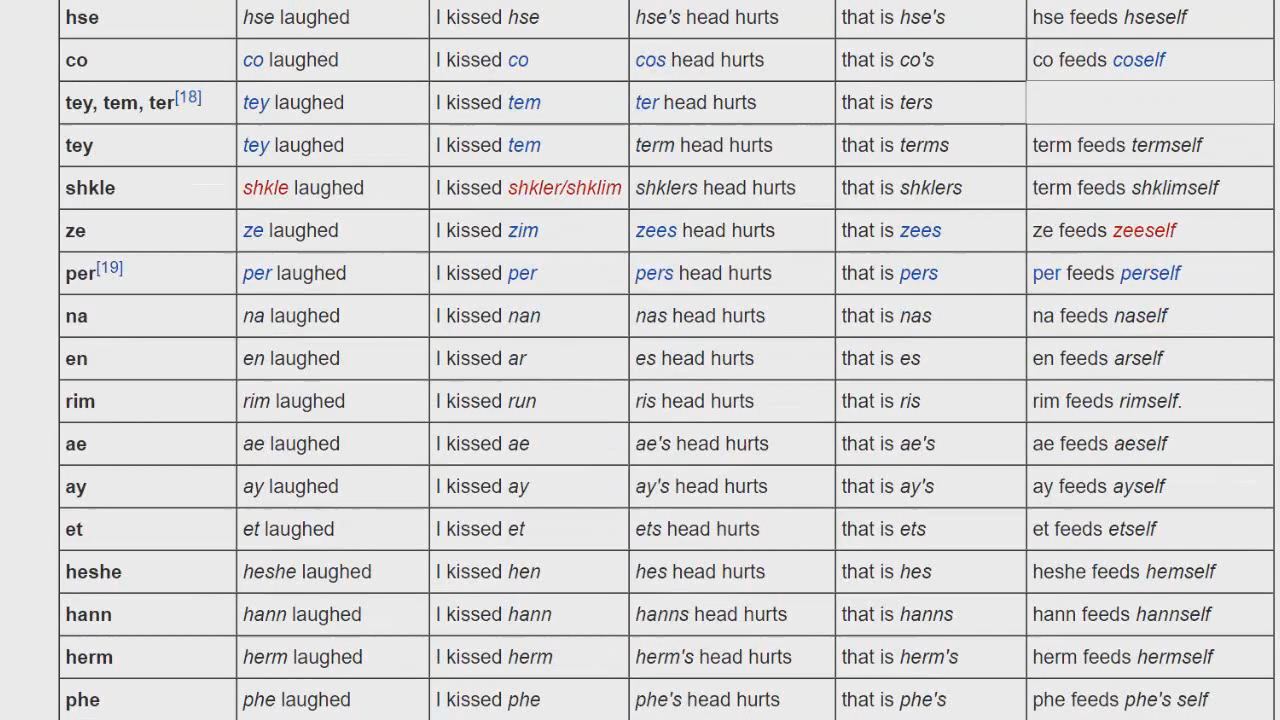 hse hse laughed I kissed hse hse's head hurts that is hse's hse feeds hseself
co co laughed I kissed co cos head hurts that is co's co feeds coself
tey, tem, ter[18] tey laughed I kissed tem ter head hurts that is ters
tey tey laughed I kissed tem term head hurts that is terms term feeds termself
shkle shkle laughed I kissed shkler/shklim shklers head hurts that is shklers term feeds shklimself
ze ze laughed I kissed zim zees head hurts that is zees ze feeds zeeself
per[19] per laughed I kissed per pers head hurts that is pers per feeds perself
na na laughed I kissed nan nas head hurts that is nas na feeds naself
en en laughed I kissed ar es head hurts that is es en feeds arself
rim rim laughed I kissed run ris head hurts that is ris rim feeds rimself.
ae ae laughed I kissed ae ae's head hurts that is ae's ae feeds aeself
ay ay laughed I kissed ay ay's head hurts that is ay's ay feeds ayself
et et laughed I kissed et ets head hurts that is ets et feeds etself
heshe heshe laughed I kissed hen hes head hurts that is hes heshe feeds hemself
hann hann laughed I kissed hann hanns head hurts that is hanns hann feeds hannself
herm herm laughed I kissed herm herm's head hurts that is herm's herm feeds hermself
phe phe laughed I kissed phe phe's head hurts that is phe's phe feeds phe's self